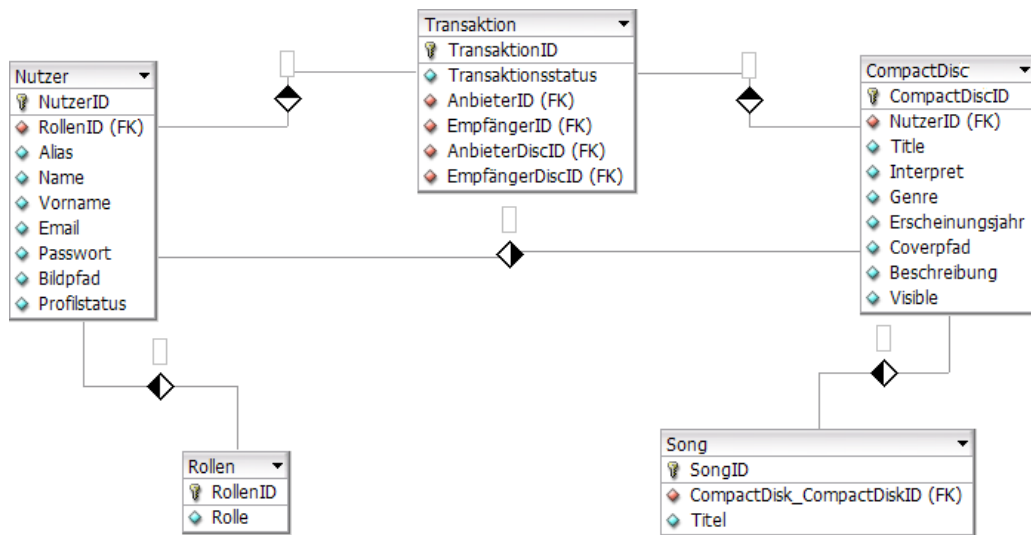 Transaktion
TransaktionID
Transaktionsstatus
AnbieterID (FK)
EmpfängerID (FK)
AnbieterDiscID (FK)
EmpfängerDiscID (FK)
Nutzer
NutzerID
RollenID (FK)
Alias
Name
Vorname
Email
Passwort
Bildpfad
Profilstatus
CompactDisc
CompactDiscID
NutzerID (FK)
Title
Interpret
Genre
Erscheinungsjahr
Coverpfad
Beschreibung
Visible
Rollen
RollenID
Rolle
Song
SongID
CompactDisk_CompactDiskID (FK)
Titel